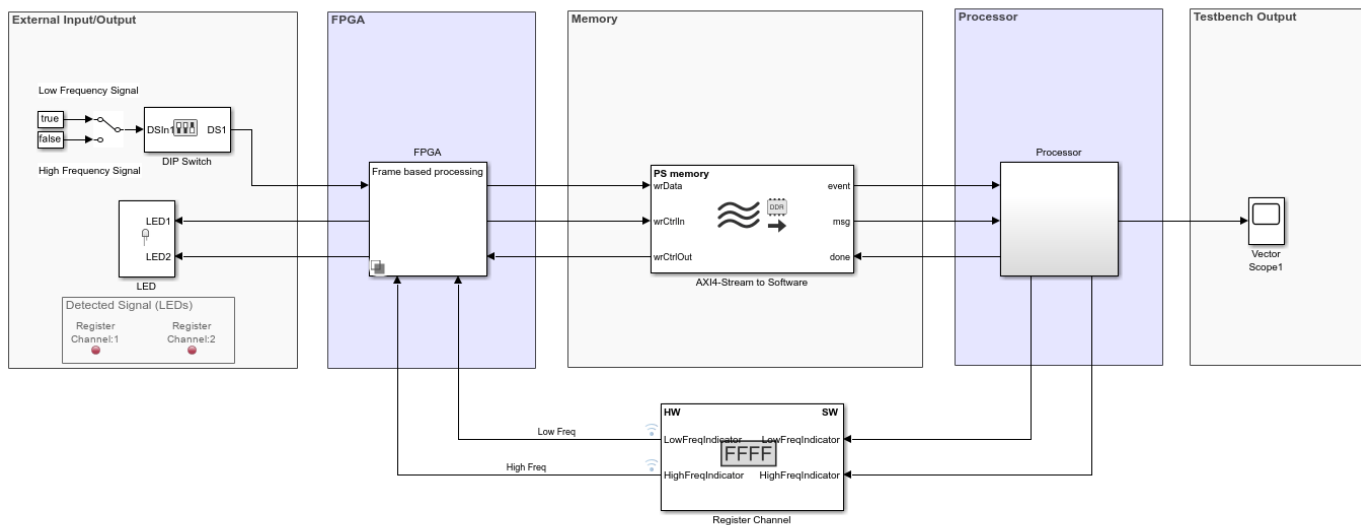 External Input/Output
FPGA
Memory
Processor
Testbench Output
Low Frequency Signal
true
false
DSIn1
DS1
DIP Switch
High Frequency Signal
LED1
LED2
LED
Detected Signal (LEDs)
Register
Channel:1
Register
Channel:2
FPGA
Frame based processing
PS memory
wrData
wrCtrlIn
wrCtrlOut
DDR
event
msg
done
AXI4-Stream to Software
Processor
Vector
Scope1
Low Freq
High Freq
HW
SW
LowFreqIndicator
LowFreqIndicator
FFFF
HighFreqIndicator
HighFreqIndicator
Register Channel